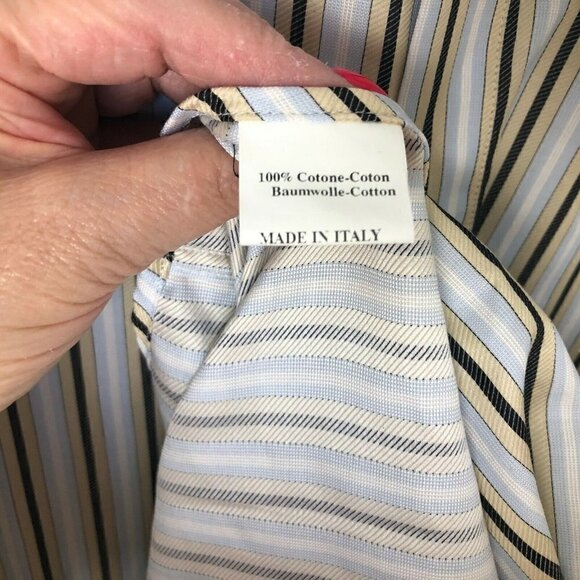 100% Cotone-Coton
Baumwolle-Cotton
MADE IN ITALY